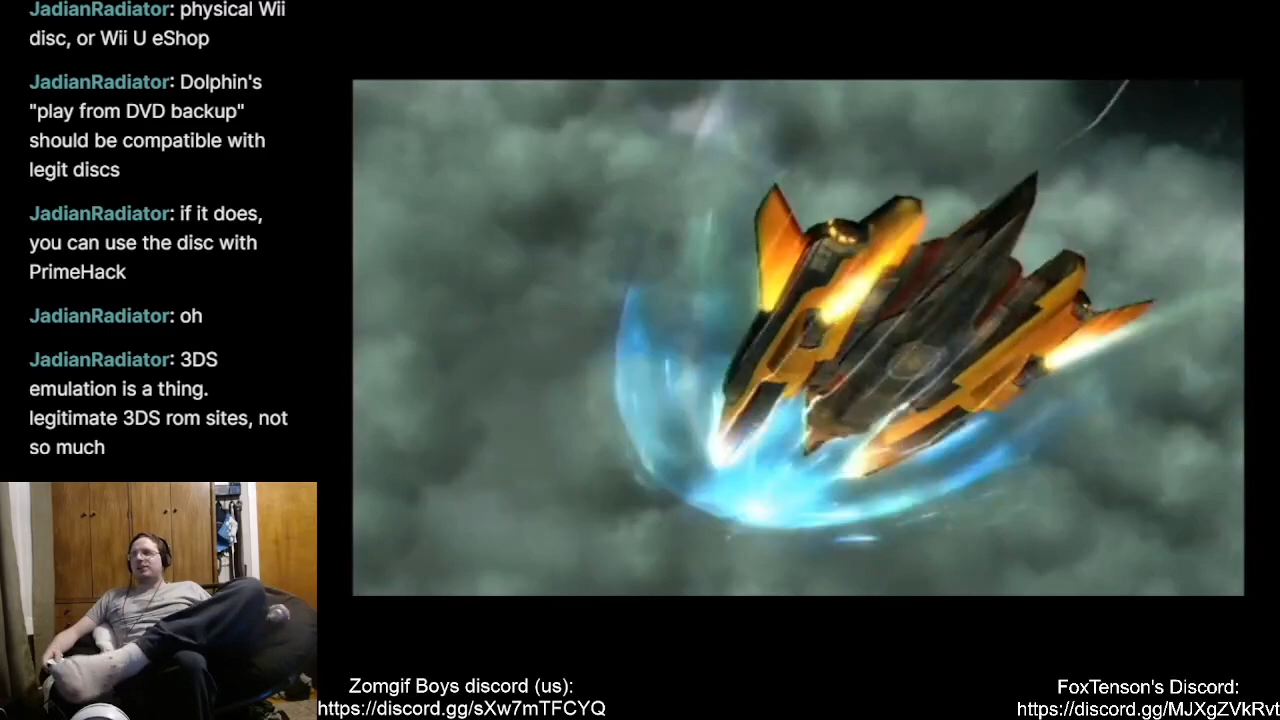 JadianRadiator: physical Wii
disc, or Wii U eShop
JadianRadiator: Dolphin's
"play from DVD backup"
should be compatible with
legit discs
JadianRadiator: if it does,
you can use the disc with
PrimeHack
JadianRadiator: oh
JadianRadiator: 3DS
emulation is a thing.
legitimate 3DS rom sites, not
so much
Zomgif Boys discord (us):
https://discord.gg/sXw7mTFCYQ
FoxTenson's Discord:
https://discord.gg/MJXgZVkRvt